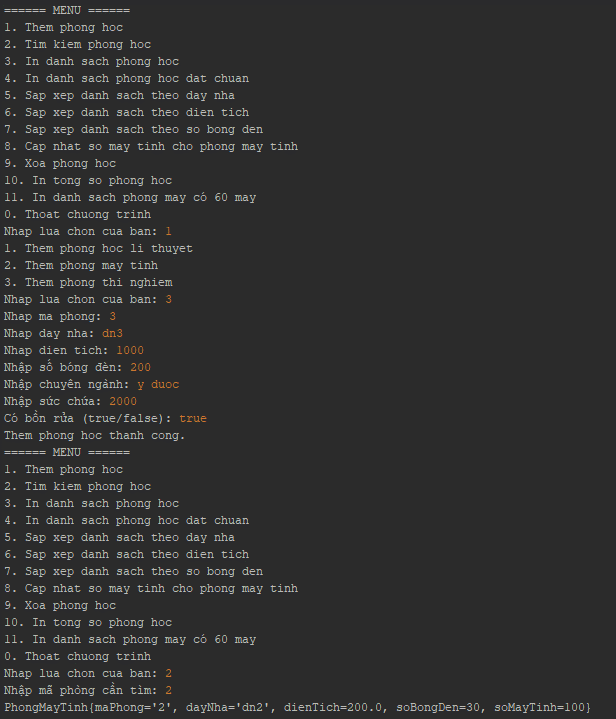 ====== MENU ======
1. Them phong hoc
2. Tim kiem phong hoc
3. In danh sach phong hoc
4. In danh sach phong hoc dat chuan
5. Sap xep danh sach theo day nha
6. Sap xep danh sach theo dien tich
7. Sap xep danh sach theo so bong den
8. Cap nhat so may tinh cho phong may tinh
9. Xoa phong hoc
10. In tong so phong hoc
11. In danh sach phong may có 60 may
0. Thoat chuong trinh
Nhap lua chon cua ban: 1
1. Them phong hoc li thuyet
2. Them phong may tinh
3. Them phong thi nghiem
Nhap lua chon cua ban: 3
Nhap ma phong: 3
Nhap day nha: dn3
Nhap dien tich: 1000
Nhập số bóng đèn: 200
Nhập chuyên ngành: y duoc
Nhập sức chứa: 2000
Có bồn rửa (true/false): true
Them phong hoc thanh cong.
====== MENU ======
1. Them phong hoc
2. Tim kiem phong hoc
3. In danh sach phong hoc
4. In danh sach phong hoc dat chuan
5. Sap xep danh sach theo day nha
6. Sap xep danh sach theo dien tich
7. Sap xep danh sach theo so bong den
8. Cap nhat so may tinh cho phong may tinh
9. Xoa phong hoc
10. In tong so phong hoc
11. In danh sach phong may có 60 may
0. Thoat chuong trinh
Nhap lua chon cua ban: 2
Nhập mã phòng cần tìm: 2
PhongMayTinh{maPhong='2', dayNha='dn2', dienTich=200.0, soBongDen=30, soMayTinh=100}